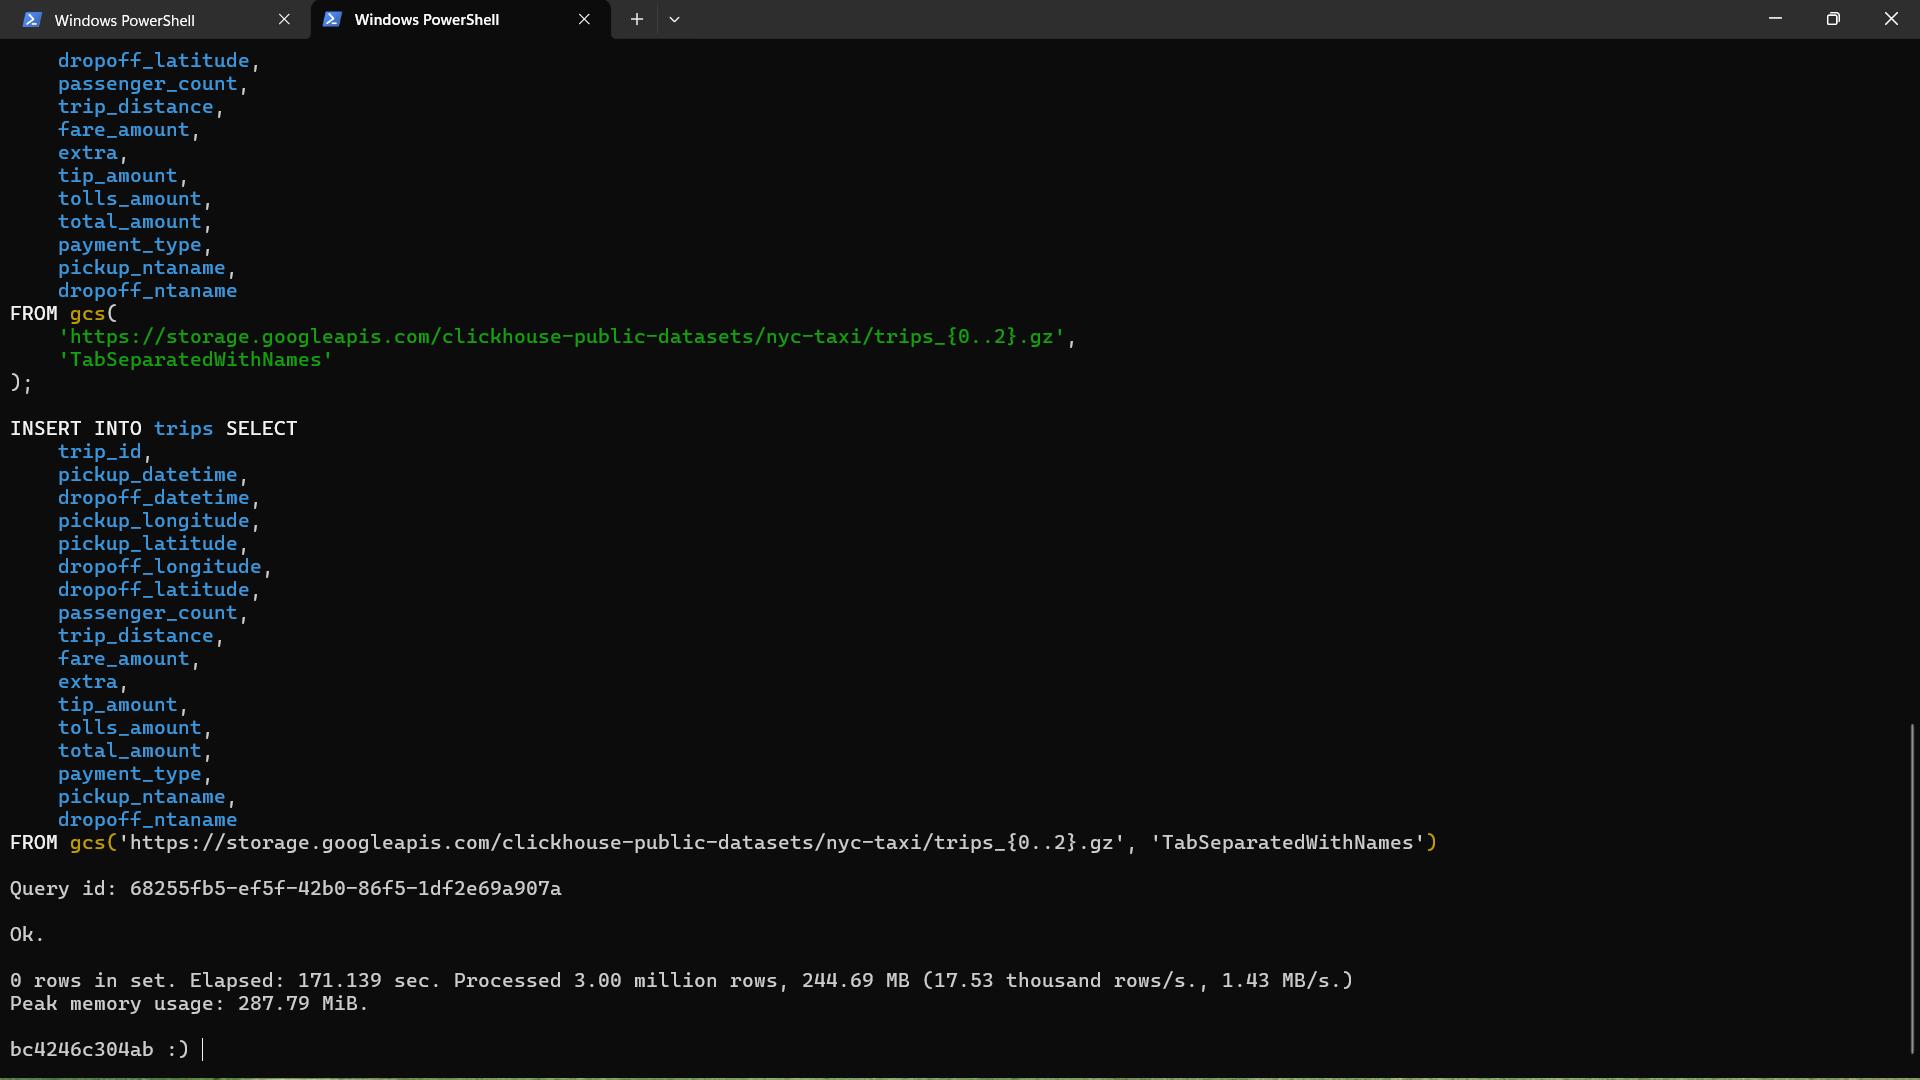 Windows PowerShell
Windows PowerShell
dropoff_latitude,
passenger_count,
trip_distance,
fare_amount,
extra,
tip_amount,
tolls_amount,
total_amount,
payment_type,
pickup_ntaname,
dropoff_ntaname
FROM gcs(
'https://storage.googleapis.com/clickhouse-public-datasets/nyc-taxi/trips_{0..2}.gz',
'TabSeparatedWithNames'
);
INSERT INTO trips SELECT
trip_id,
pickup_datetime,
dropoff_datetime,
pickup_longitude,
pickup_latitude,
dropoff_longitude,
dropoff_latitude,
passenger_count,
trip_distance,
fare_amount,
extra,
tip_amount,
tolls_amount,
total_amount,
payment_type,
pickup_ntaname,
dropoff_ntaname
FROM gcs('https://storage.googleapis.com/clickhouse-public-datasets/nyc-taxi/trips_{0..2}.gz', 'TabSeparatedWithNames')
Query id: 68255fb5-ef5f-42b0-86f5-1df2e69a907a
Ok.
0 rows in set. Elapsed: 171.139 sec. Processed 3.00 million rows, 244.69 MB (17.53 thousand rows/s., 1.43 MB/s.)
Peak memory usage: 287.79 MiB.
bc4246c304ab :)